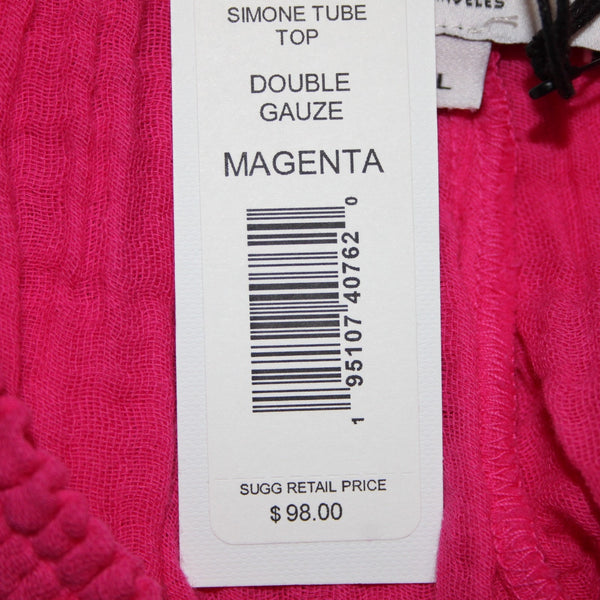 SIMONE TUBE
TOP
DOUBLE
GAUZE
MAGENTA
1 95107 40762 0
SUGG RETAIL PRICE
$ 98.00
L